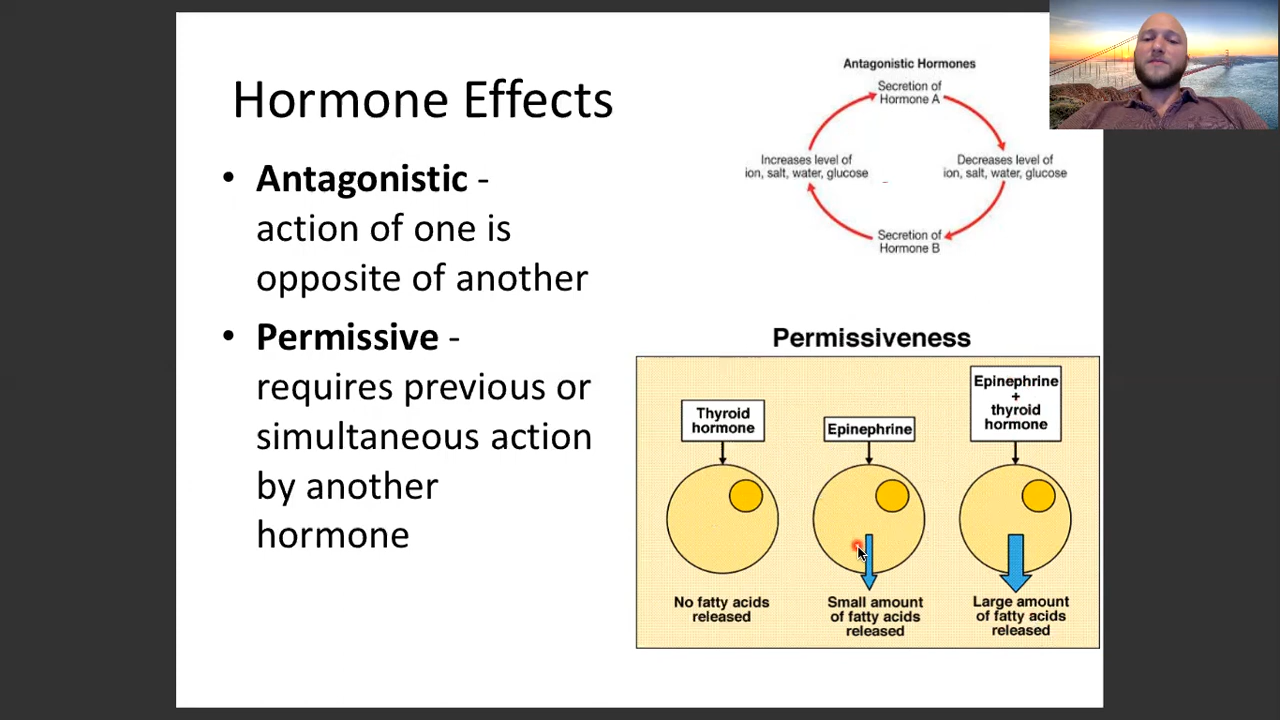 Hormone Effects
• Antagonistic -
action of one is
opposite of another
• Permissive -
requires previous or
simultaneous action
by another
hormone
Antagonistic Hormones
Secretion of
Hormone A
Increases level of
ion, salt, water, glucose
Decreases level of
ion, salt, water, glucose
Secretion of
Hormone B
Permissiveness
Thyroid
hormone
Epinephrine
Epinephrine
+
thyroid
hormone
No fatty acids
released
Small amount
of fatty acids
released
Large amount
of fatty acids
released